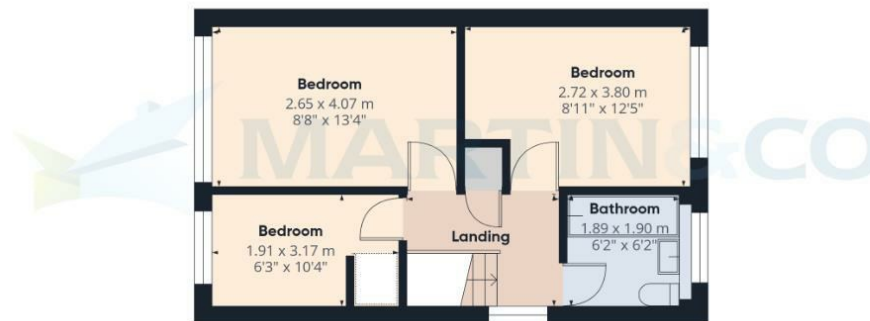 Bedroom
2.65 x 4.07 m
8'8" x 13'4"
Bedroom
2.72 x 3.80 m
8'11" x 12'5"
MARTIN&CO
Bedroom
1.91 x 3.17 m
6'3" x 10'4"
Landing
Bathroom
1.89 x 1.90 m
6'2" x 6'2"